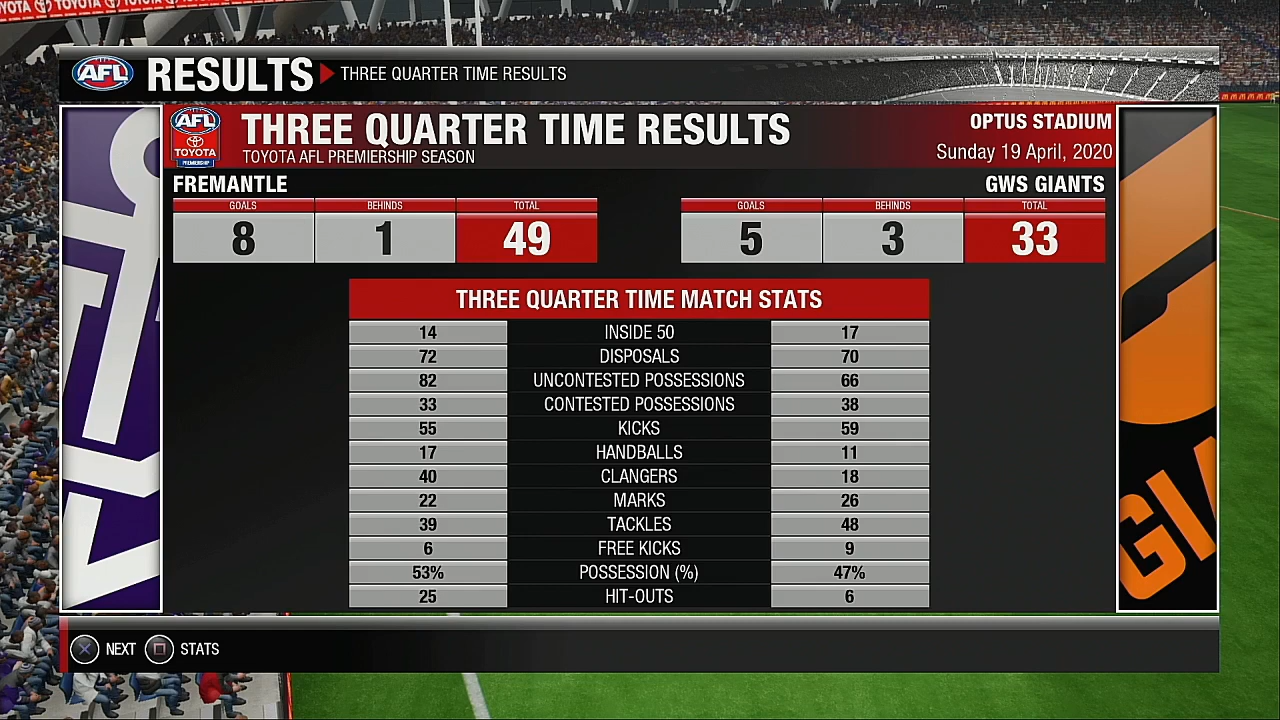 TOYOTA TOYOTA TOYOTA
AFL RESULTS THREE QUARTER TIME RESULTS
AFL TOYOTA PREMIERSHIP
THREE QUARTER TIME RESULTS
OPTUS STADIUM
TOYOTA AFL PREMIERSHIP SEASON
Sunday 19 April, 2020
FREMANTLE GWS GIANTS
GOALS BEHINDS TOTAL GOALS BEHINDS TOTAL
8 1 49 5 3 33
THREE QUARTER TIME MATCH STATS
14 INSIDE 50 17
72 DISPOSALS 70
82 UNCONTESTED POSSESSIONS 66
33 CONTESTED POSSESSIONS 38
55 KICKS 59
17 HANDBALLS 11
40 CLANGERS 18
22 MARKS 26
39 TACKLES 48
6 FREE KICKS 9
53% POSSESSION (%) 47%
25 HIT-OUTS 6
GIA
NEXT STATS